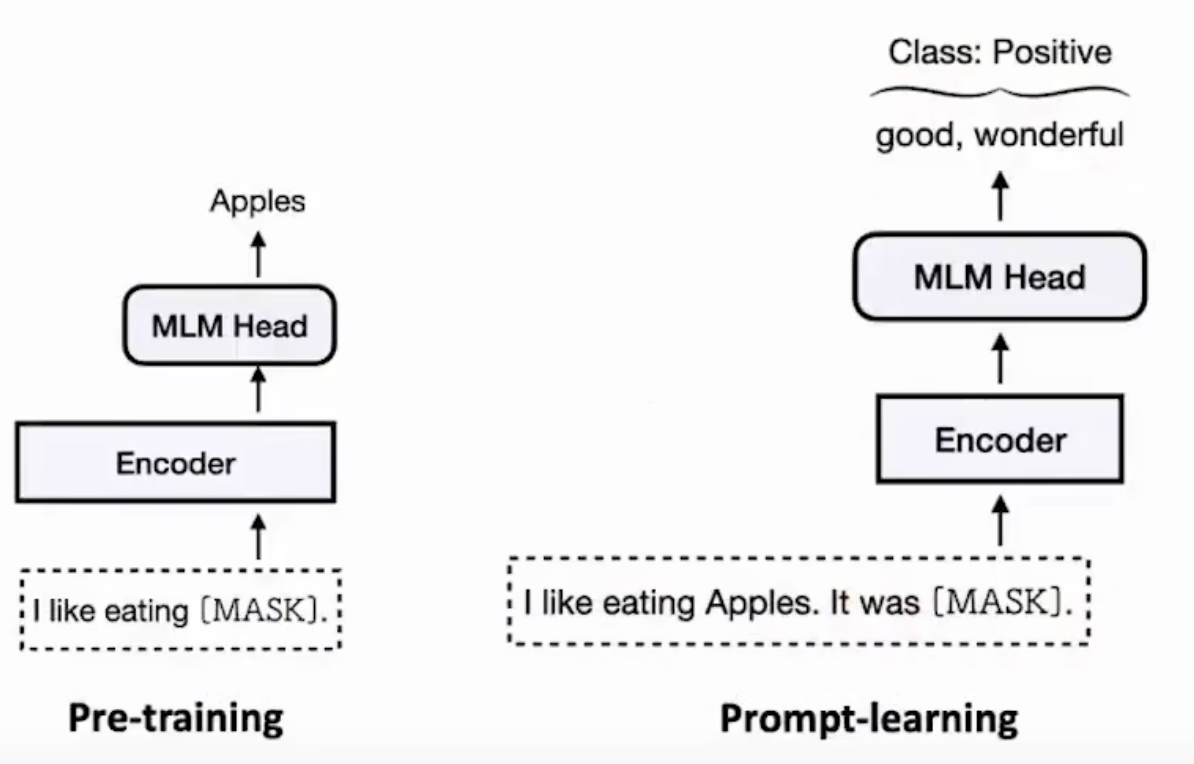 Apples
MLM Head
Encoder
I like eating [MASK].
Pre-training
Class: Positive
good, wonderful
MLM Head
Encoder
I like eating Apples. It was [MASK].
Prompt-learning